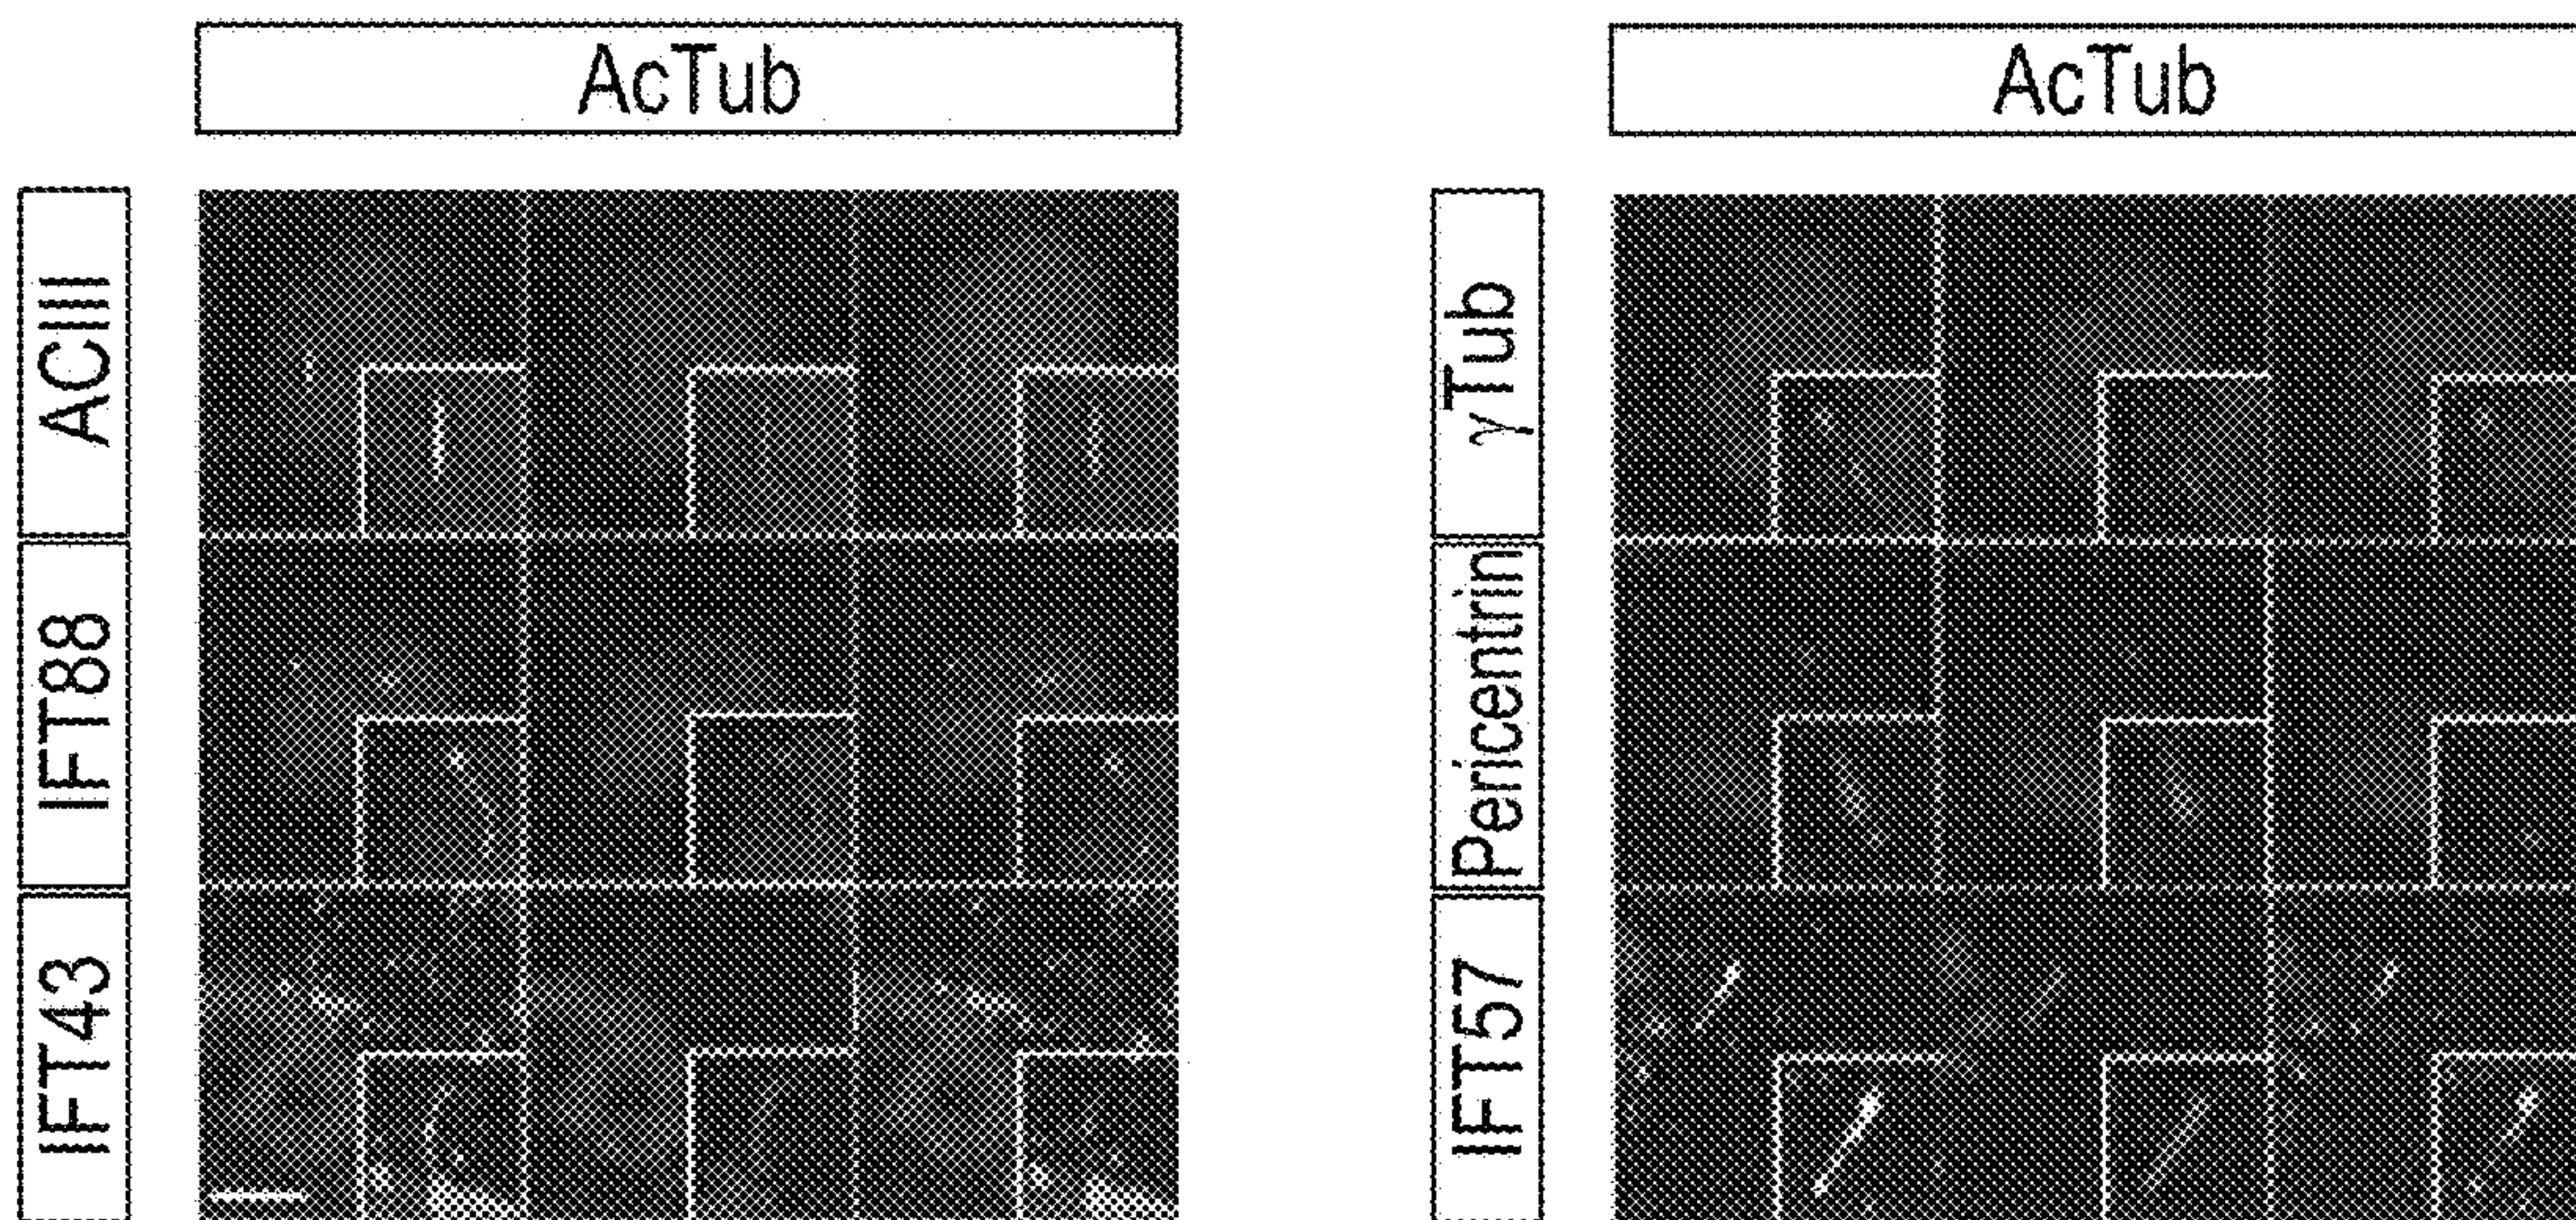 AcTub
AcTub
ACIII
IFT88
IFT43
γTub
Pericentrin
IFT57